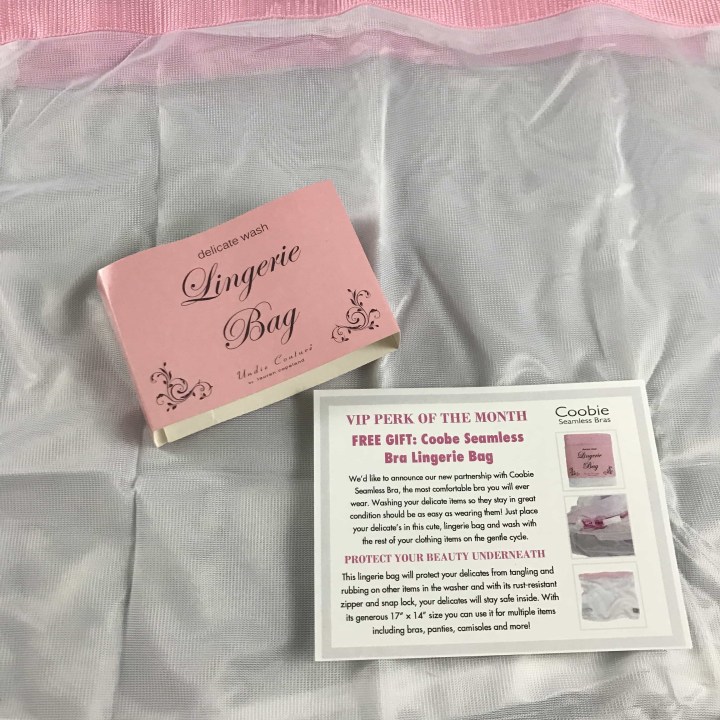 delicate wash
Lingerie
Bag
Undie Couture
by
VIP PERK OF THE MONTH
FREE GIFT: Coobe Seamless
Bra Lingerie Bag
We'd like to announce our new partnership with Coobie
Seamless Bra, the most comfortable bra you will ever
wear. Washing your delicate items so they stay in great
condition should be as easy as wearing them! Just place
your delicate's in this cute, lingerie bag and wash with
the rest of your clothing items on the gentle cycle.
PROTECT YOUR BEAUTY UNDERNEATH
This lingerie bag will protect your delicates from tangling and
rubbing on other items in the washer and with its rust-resistant
zipper and snap lock, your delicates will stay safe inside. With
its generous 17" x 14" size you can use it for multiple items
including bras, panties, camisoles and more!
Coobie
Seamless Bras
Lingerie
Bag